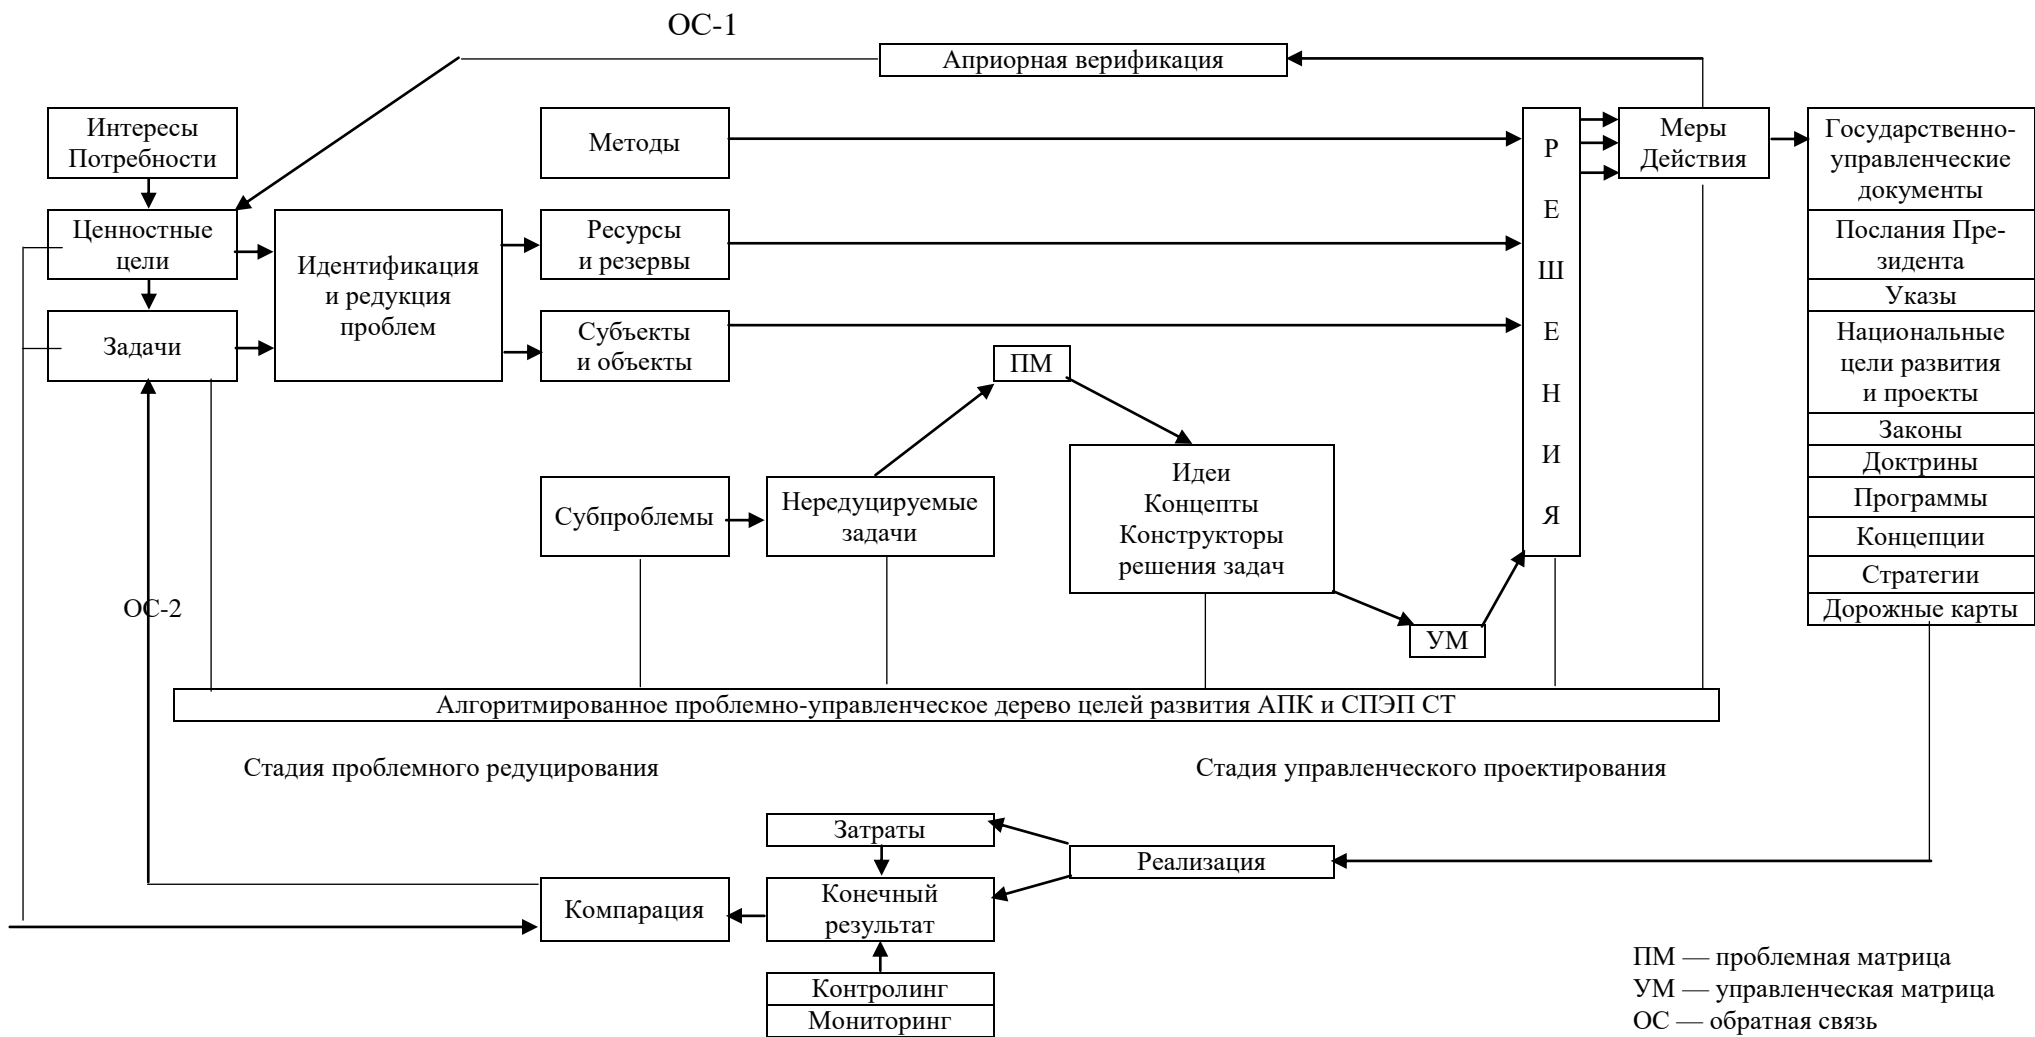 ОС-1
Априорная верификация
Интересы
Потребности
Методы
Меры
Действия
Государственно-
управленческие
документы
Ценностные
цели
Идентификация
и редукция
проблем
Ресурсы
и резервы
Послания Пре-
зидента
Указы
Задачи
Субъекты
и объекты
ПМ
Национальные
цели развития
и проекты
Р
Е
Ш
Е
Н
И
Я
Законы
Доктрины
Субпроблемы
Нередуцируемые
задачи
Идеи
Концепты
Конструкторы
решения задач
Программы
Концепции
Стратегии
Дорожные карты
ОС-2
УМ
Алгоритмированное проблемно-управленческое дерево целей развития АПК и СПЭП СТ
Стадия проблемного редуцирования
Стадия управленческого проектирования
Затраты
Реализация
Компарация
Конечный
результат
Контролинг
Мониторинг
ПМ — проблемная матрица
УМ — управленческая матрица
ОС — обратная связь